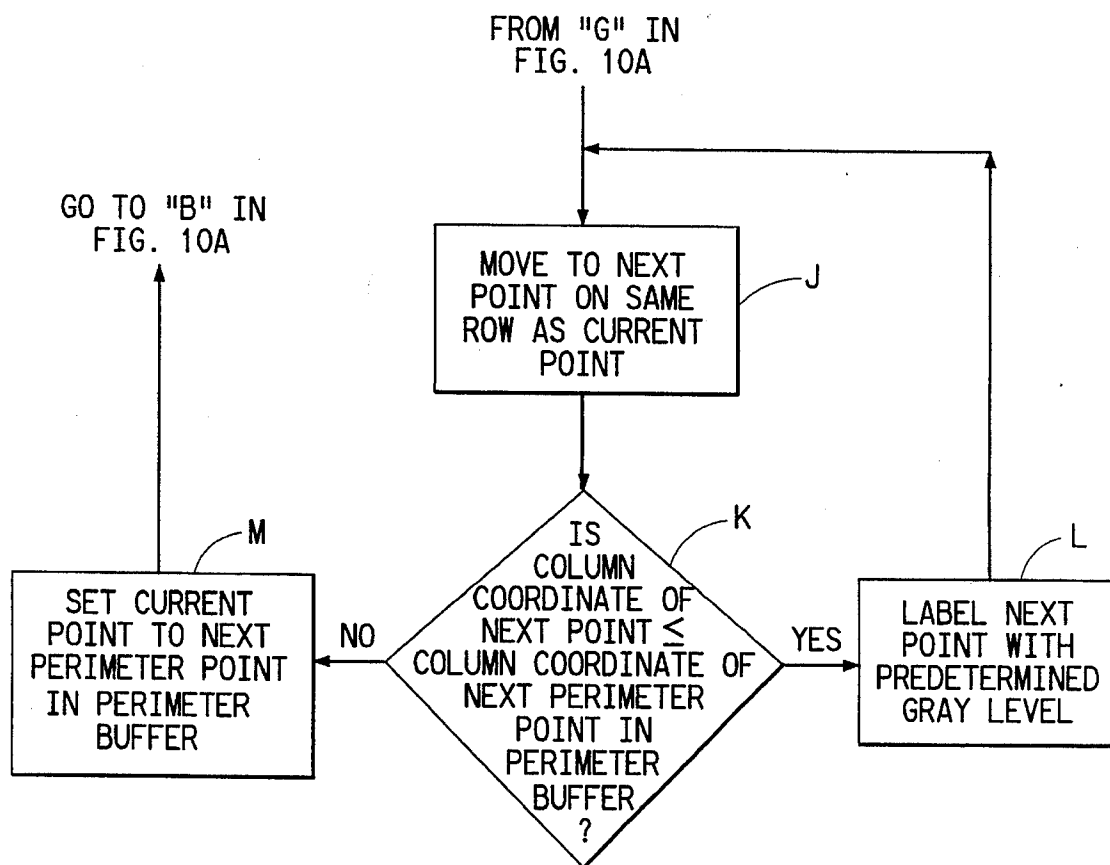 FROM "G" IN
FIG. 10A
GO TO "B" IN
FIG. 10A
MOVE TO NEXT
POINT ON SAME
ROW AS CURRENT
POINT
J
IS
COLUMN
COORDINATE OF
NEXT POINT ≤
COLUMN COORDINATE OF
NEXT PERIMETER
POINT IN
PERIMETER
BUFFER
?
K
NO
YES
M
SET CURRENT
POINT TO NEXT
PERIMETER POINT
IN PERIMETER
BUFFER
L
LABEL NEXT
POINT WITH
PREDETERMINED
GRAY LEVEL